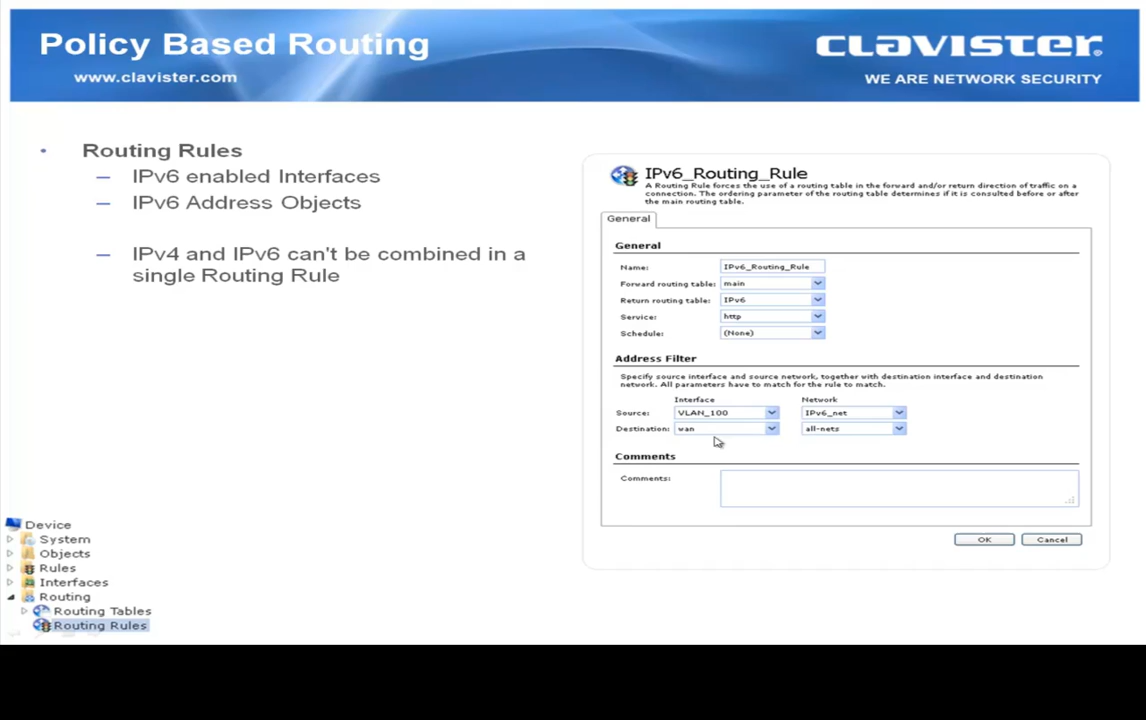 Policy Based Routing
www.clavister.com
CLAVISTER.
WE ARE NETWORK SECURITY
• Routing Rules
– IPv6 enabled Interfaces
– IPv6 Address Objects
– IPv4 and IPv6 can't be combined in a
single Routing Rule
IPv6_Routing_Rule
A Routing Rule forces the use of a routing table in the forward and/or return direction of traffic on a
connection. The ordering parameter of the routing table determines if it is consulted before or after
the main routing table.
General
General
Name: IPv6_Routing_Rule
Forward routing table: main
Return routing table: IPv6
Service: http
Schedule: (None)
Address Filter
Specify source interface and source network, together with destination interface and destination
network. All parameters have to match for the rule to match.
Interface Network
Source: VLAN_100 IPv6_net
Destination: wan all-nets
Comments
Comments:
OK Cancel
Device
System
Objects
Rules
Interfaces
Routing
Routing Tables
Routing Rules